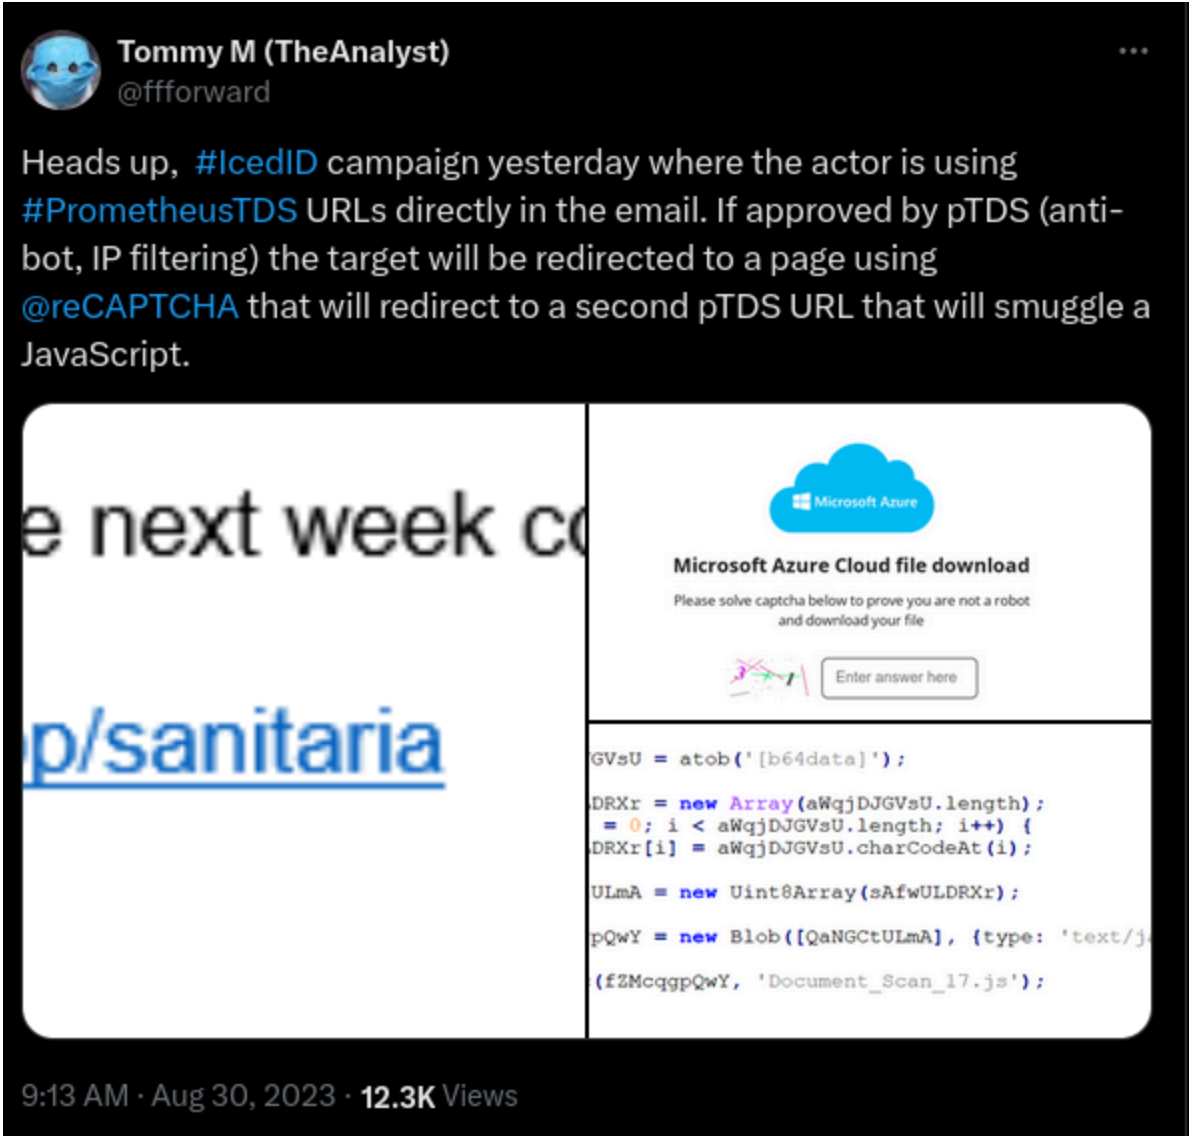 Tommy M (TheAnalyst)
@ffforward
Heads up, #IcedID campaign yesterday where the actor is using
#PrometheusTDS URLs directly in the email. If approved by pTDS (anti-
bot, IP filtering) the target will be redirected to a page using
@reCAPTCHA that will redirect to a second pTDS URL that will smuggle a
JavaScript.
e next week co
p/sanitaria
Microsoft Azure
Microsoft Azure Cloud file download
Please solve captcha below to prove you are not a robot
and download your file
Enter answer here
GVsU = atob('[b64data]');
DRXr = new Array(aWqjDJGVsU.length);
= 0; i < aWqjDJGVsU.length; i++) {
DRXr[i] = aWqjDJGVsU.charCodeAt(i);
ULmA = new Uint8Array(sAfwULDRXr);
pQwY = new Blob([QaNGCtULmA], {type: 'text/j
(fZMcqgpQwY, 'Document_Scan_17.js');
9:13 AM · Aug 30, 2023 · 12.3K Views